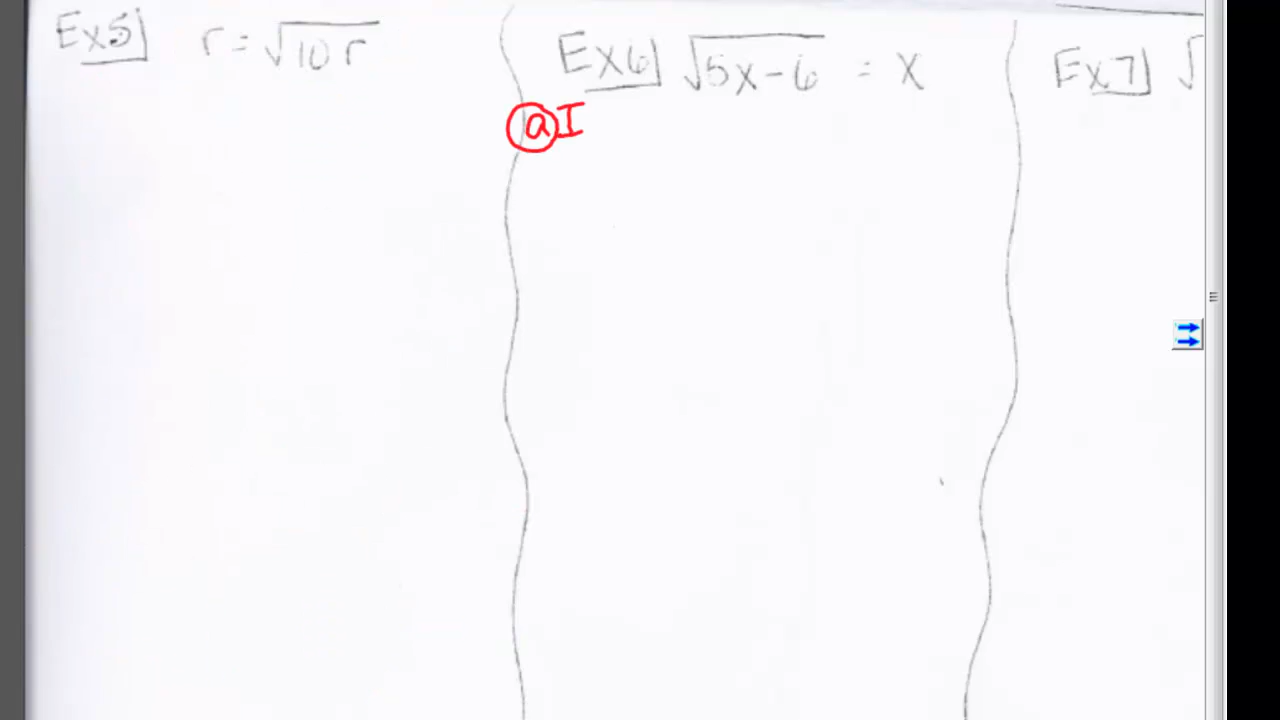 Ex5] r = √10r
Ex6] √5x-6 = x
Ex7] √
ⓐI